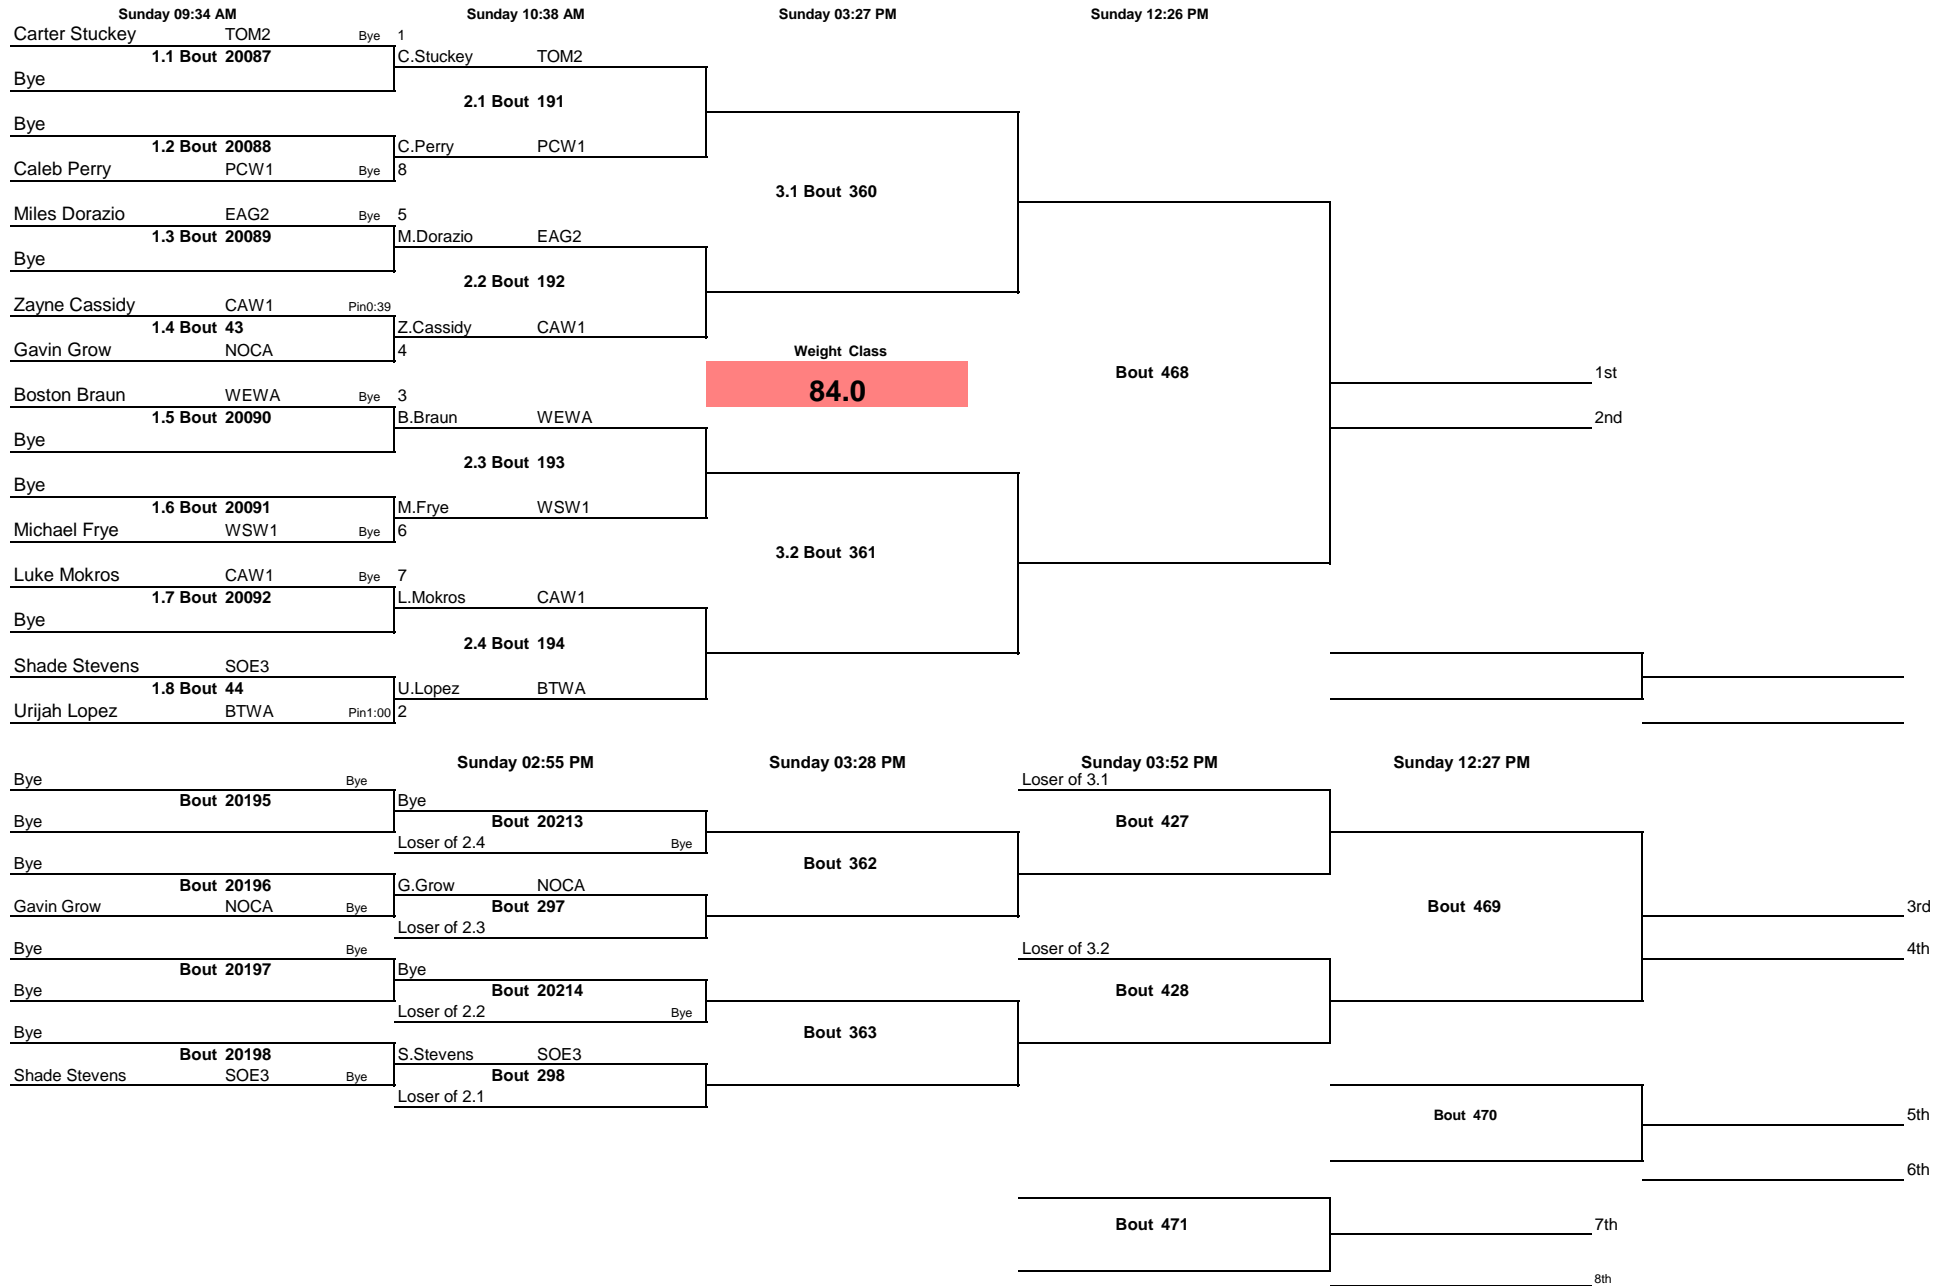 Sunday 09:34 AM Sunday 10:38 AM Sunday 03:27 PM Sunday 12:26 PM
Carter Stuckey TOM2 Bye 1
1.1 Bout 20087 C.Stuckey TOM2
Bye
2.1 Bout 191
Bye
1.2 Bout 20088 C.Perry PCW1
Caleb Perry PCW1 Bye 8
3.1 Bout 360
Miles Dorazio EAG2 Bye 5
1.3 Bout 20089 M.Dorazio EAG2
Bye
2.2 Bout 192
Zayne Cassidy CAW1 Pin0:39
1.4 Bout 43 Z.Cassidy CAW1
Gavin Grow NOCA 4 Weight Class
Bout 468 1st
Boston Braun WEWA Bye 3 84.0
1.5 Bout 20090 B.Braun WEWA 2nd
Bye
2.3 Bout 193
Bye
1.6 Bout 20091 M.Frye WSW1
Michael Frye WSW1 Bye 6
3.2 Bout 361
Luke Mokros CAW1 Bye 7
1.7 Bout 20092 L.Mokros CAW1
Bye
2.4 Bout 194
Shade Stevens SOE3
1.8 Bout 44 U.Lopez BTWA
Urijah Lopez BTWA Pin1:00 2
Sunday 02:55 PM Sunday 03:28 PM Sunday 03:52 PM Sunday 12:27 PM
Bye Bye Loser of 3.1
Bout 20195 Bye
Bye Bout 20213 Bout 427
Loser of 2.4 Bye
Bye Bout 362
Bout 20196 G.Grow NOCA
Gavin Grow NOCA Bye Bout 297 Bout 469 3rd
Loser of 2.3
Bye Bye Loser of 3.2 4th
Bout 20197 Bye
Bye Bout 20214 Bout 428
Loser of 2.2 Bye
Bye Bout 363
Bout 20198 S.Stevens SOE3
Shade Stevens SOE3 Bye Bout 298
Loser of 2.1
Bout 470 5th
6th
Bout 471 7th
8th